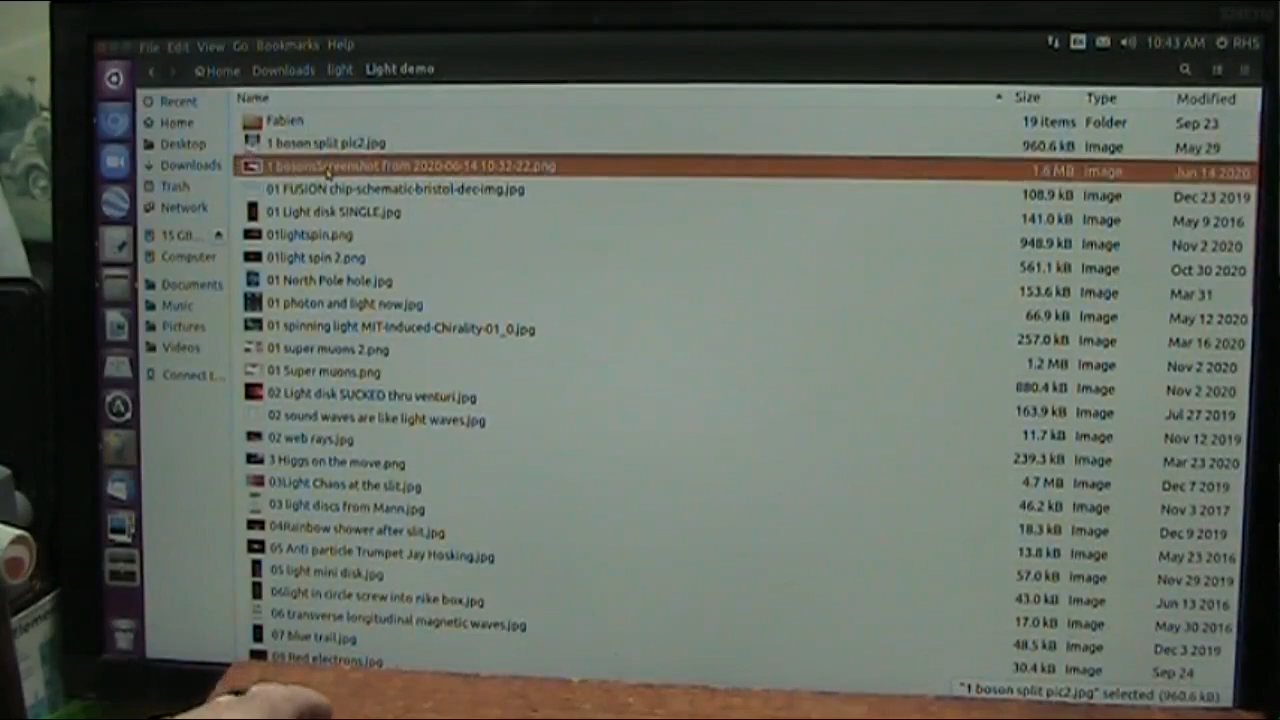 File Edit View Go Bookmarks Help 10:43 AM RHS
Home Downloads light Light demo
Name Size Type Modified
Recent
Home
Desktop
Downloads
Trash
Network
15 GB...
Computer
Documents
Music
Pictures
Videos
Connect t...
Fabien 19 items Folder Sep 23
1 boson split pic2.jpg 960.6 kB Image May 29
1 bosonsScreenshot from 2020-06-14 10-32-22.png 1.6 MB Image Jun 14 2020
01 FUSION chip-schematic-bristol-dec-img.jpg 108.9 kB Image Dec 23 2019
01 Light disk SINGLE.jpg 141.0 kB Image May 9 2016
01lightspin.png 948.9 kB Image Nov 2 2020
01light spin 2.png 561.1 kB Image Oct 30 2020
01 North Pole hole.jpg 153.6 kB Image Mar 31
01 photon and light now.jpg 66.9 kB Image May 12 2020
01 spinning light MIT-Induced-Chirality-01_0.jpg 257.0 kB Image Mar 16 2020
01 super muons 2.png 1.2 MB Image Nov 2 2020
01 Super muons.png 880.4 kB Image Nov 2 2020
02 Light disk SUCKED thru venturi.jpg 163.9 kB Image Jul 27 2019
02 sound waves are like light waves.jpg 11.7 kB Image Nov 12 2019
02 web rays.jpg 239.3 kB Image Mar 23 2020
3 Higgs on the move.png 4.7 MB Image Dec 7 2019
03Light Chaos at the slit.jpg 46.2 kB Image Nov 3 2017
03 light discs from Mann.jpg 18.3 kB Image Dec 9 2019
04Rainbow shower after slit.jpg 13.8 kB Image May 23 2016
05 Anti particle Trumpet Jay Hosking.jpg 57.0 kB Image Nov 29 2019
05 light mini disk.jpg 43.0 kB Image Jun 13 2016
06light in circle screw into nike box.jpg 17.0 kB Image May 30 2016
06 transverse longitudinal magnetic waves.jpg 48.5 kB Image Dec 3 2019
07 blue trail.jpg 30.4 kB Image Sep 24
09 Red electrons.jpg
"1 boson split pic2.jpg" selected (960.6 kB)